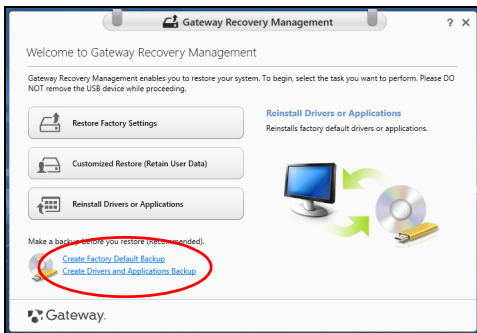 Gateway Recovery Management
? X
Welcome to Gateway Recovery Management
Gateway Recovery Management enables you to restore your system. To begin, select the task you want to perform. Please DO
NOT remove the USB device while proceeding.
Restore Factory Settings
Customized Restore (Retain User Data)
Reinstall Drivers or Applications
Reinstall Drivers or Applications
Reinstalls factory default drivers or applications.
Make a backup before you restore (Recommended).
Create Factory Default Backup
Create Drivers and Applications Backup
Gateway.